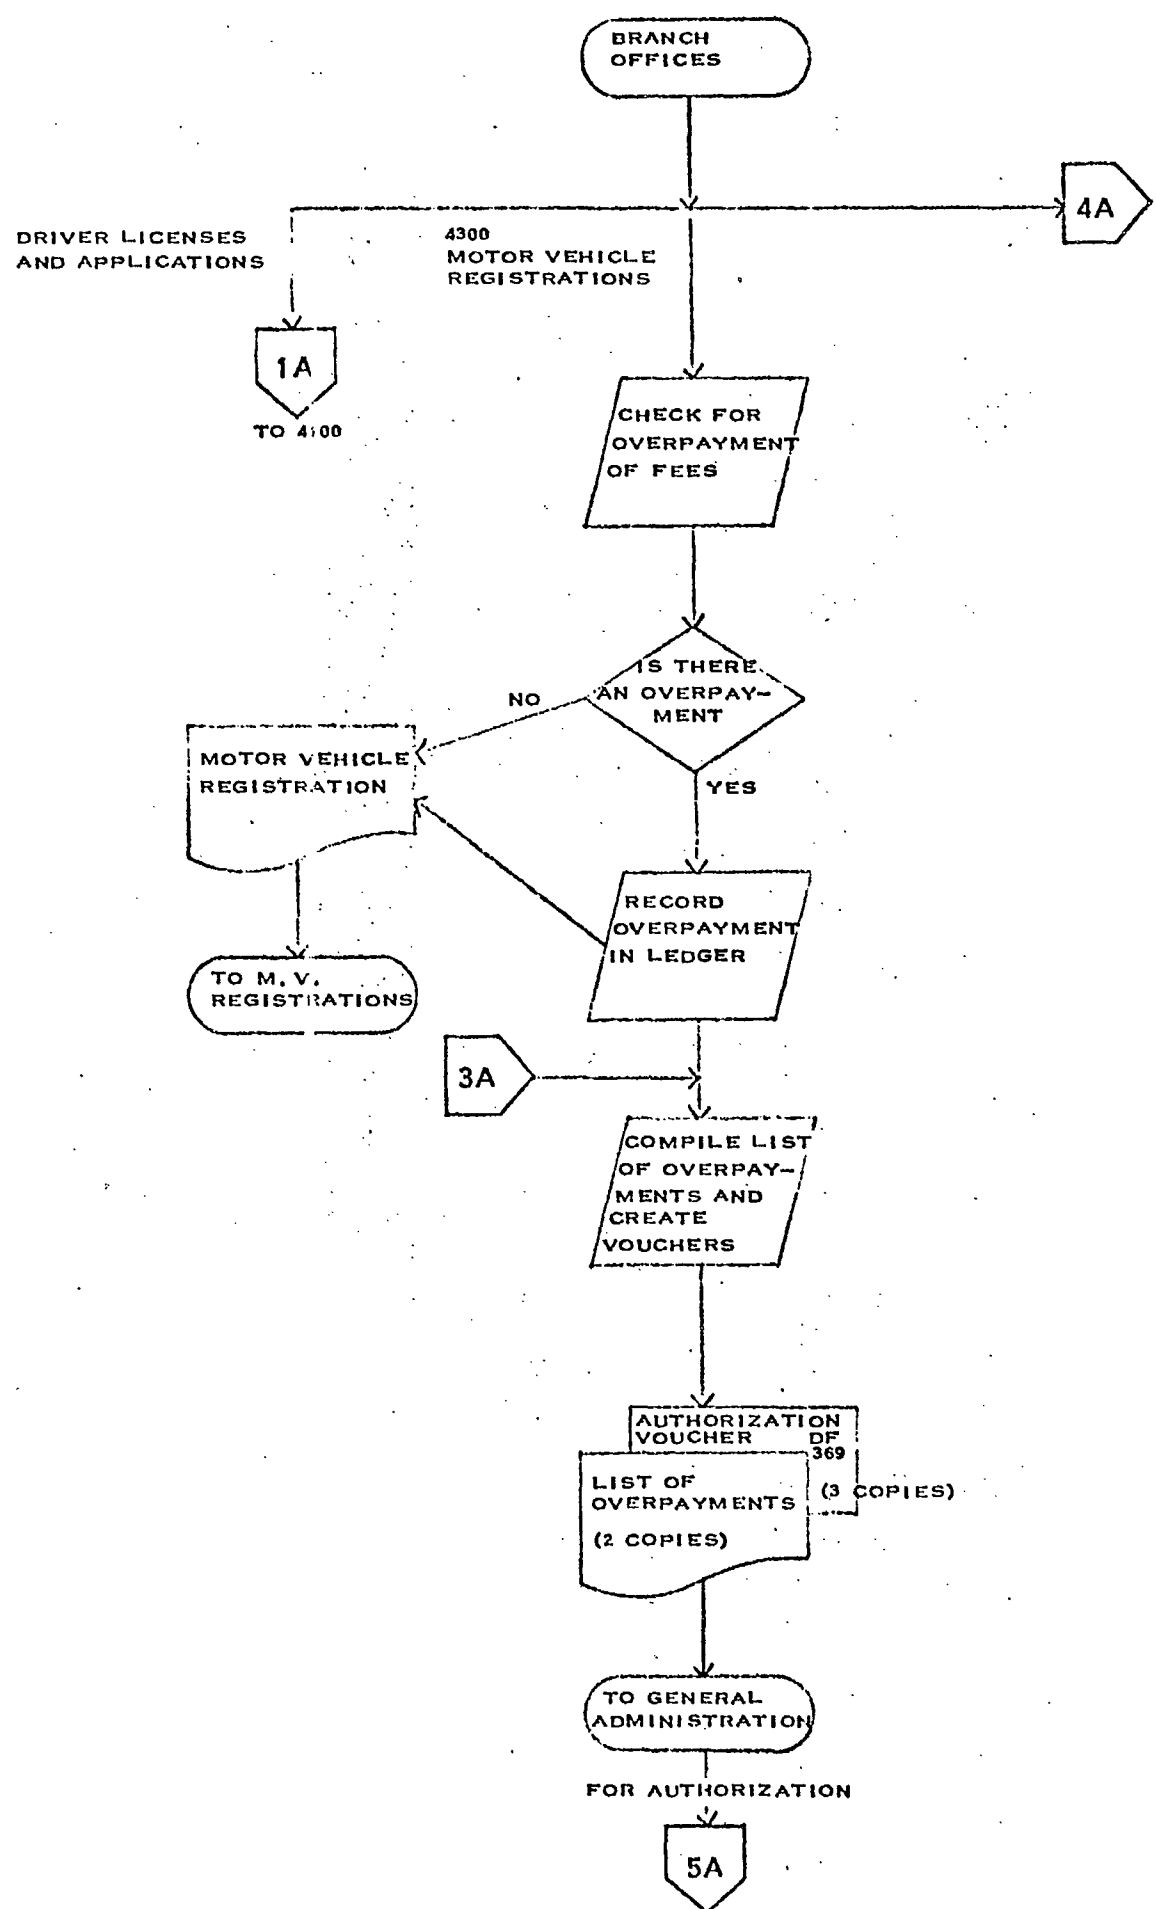 BRANCH
OFFICES
4A
DRIVER LICENSES
AND APPLICATIONS
4300
MOTOR VEHICLE
REGISTRATIONS
1A
TO 4100
CHECK FOR
OVERPAYMENT
OF FEES
IS THERE
AN OVERPAY-
MENT
NO
YES
MOTOR VEHICLE
REGISTRATION
RECORD
OVERPAYMENT
IN LEDGER
TO M. V.
REGISTRATIONS
3A
COMPILE LIST
OF OVERPAY-
MENTS AND
CREATE
VOUCHERS
AUTHORIZATION
VOUCHER DF
369
(3 COPIES)
LIST OF
OVERPAYMENTS
(2 COPIES)
TO GENERAL
ADMINISTRATION
FOR AUTHORIZATION
5A